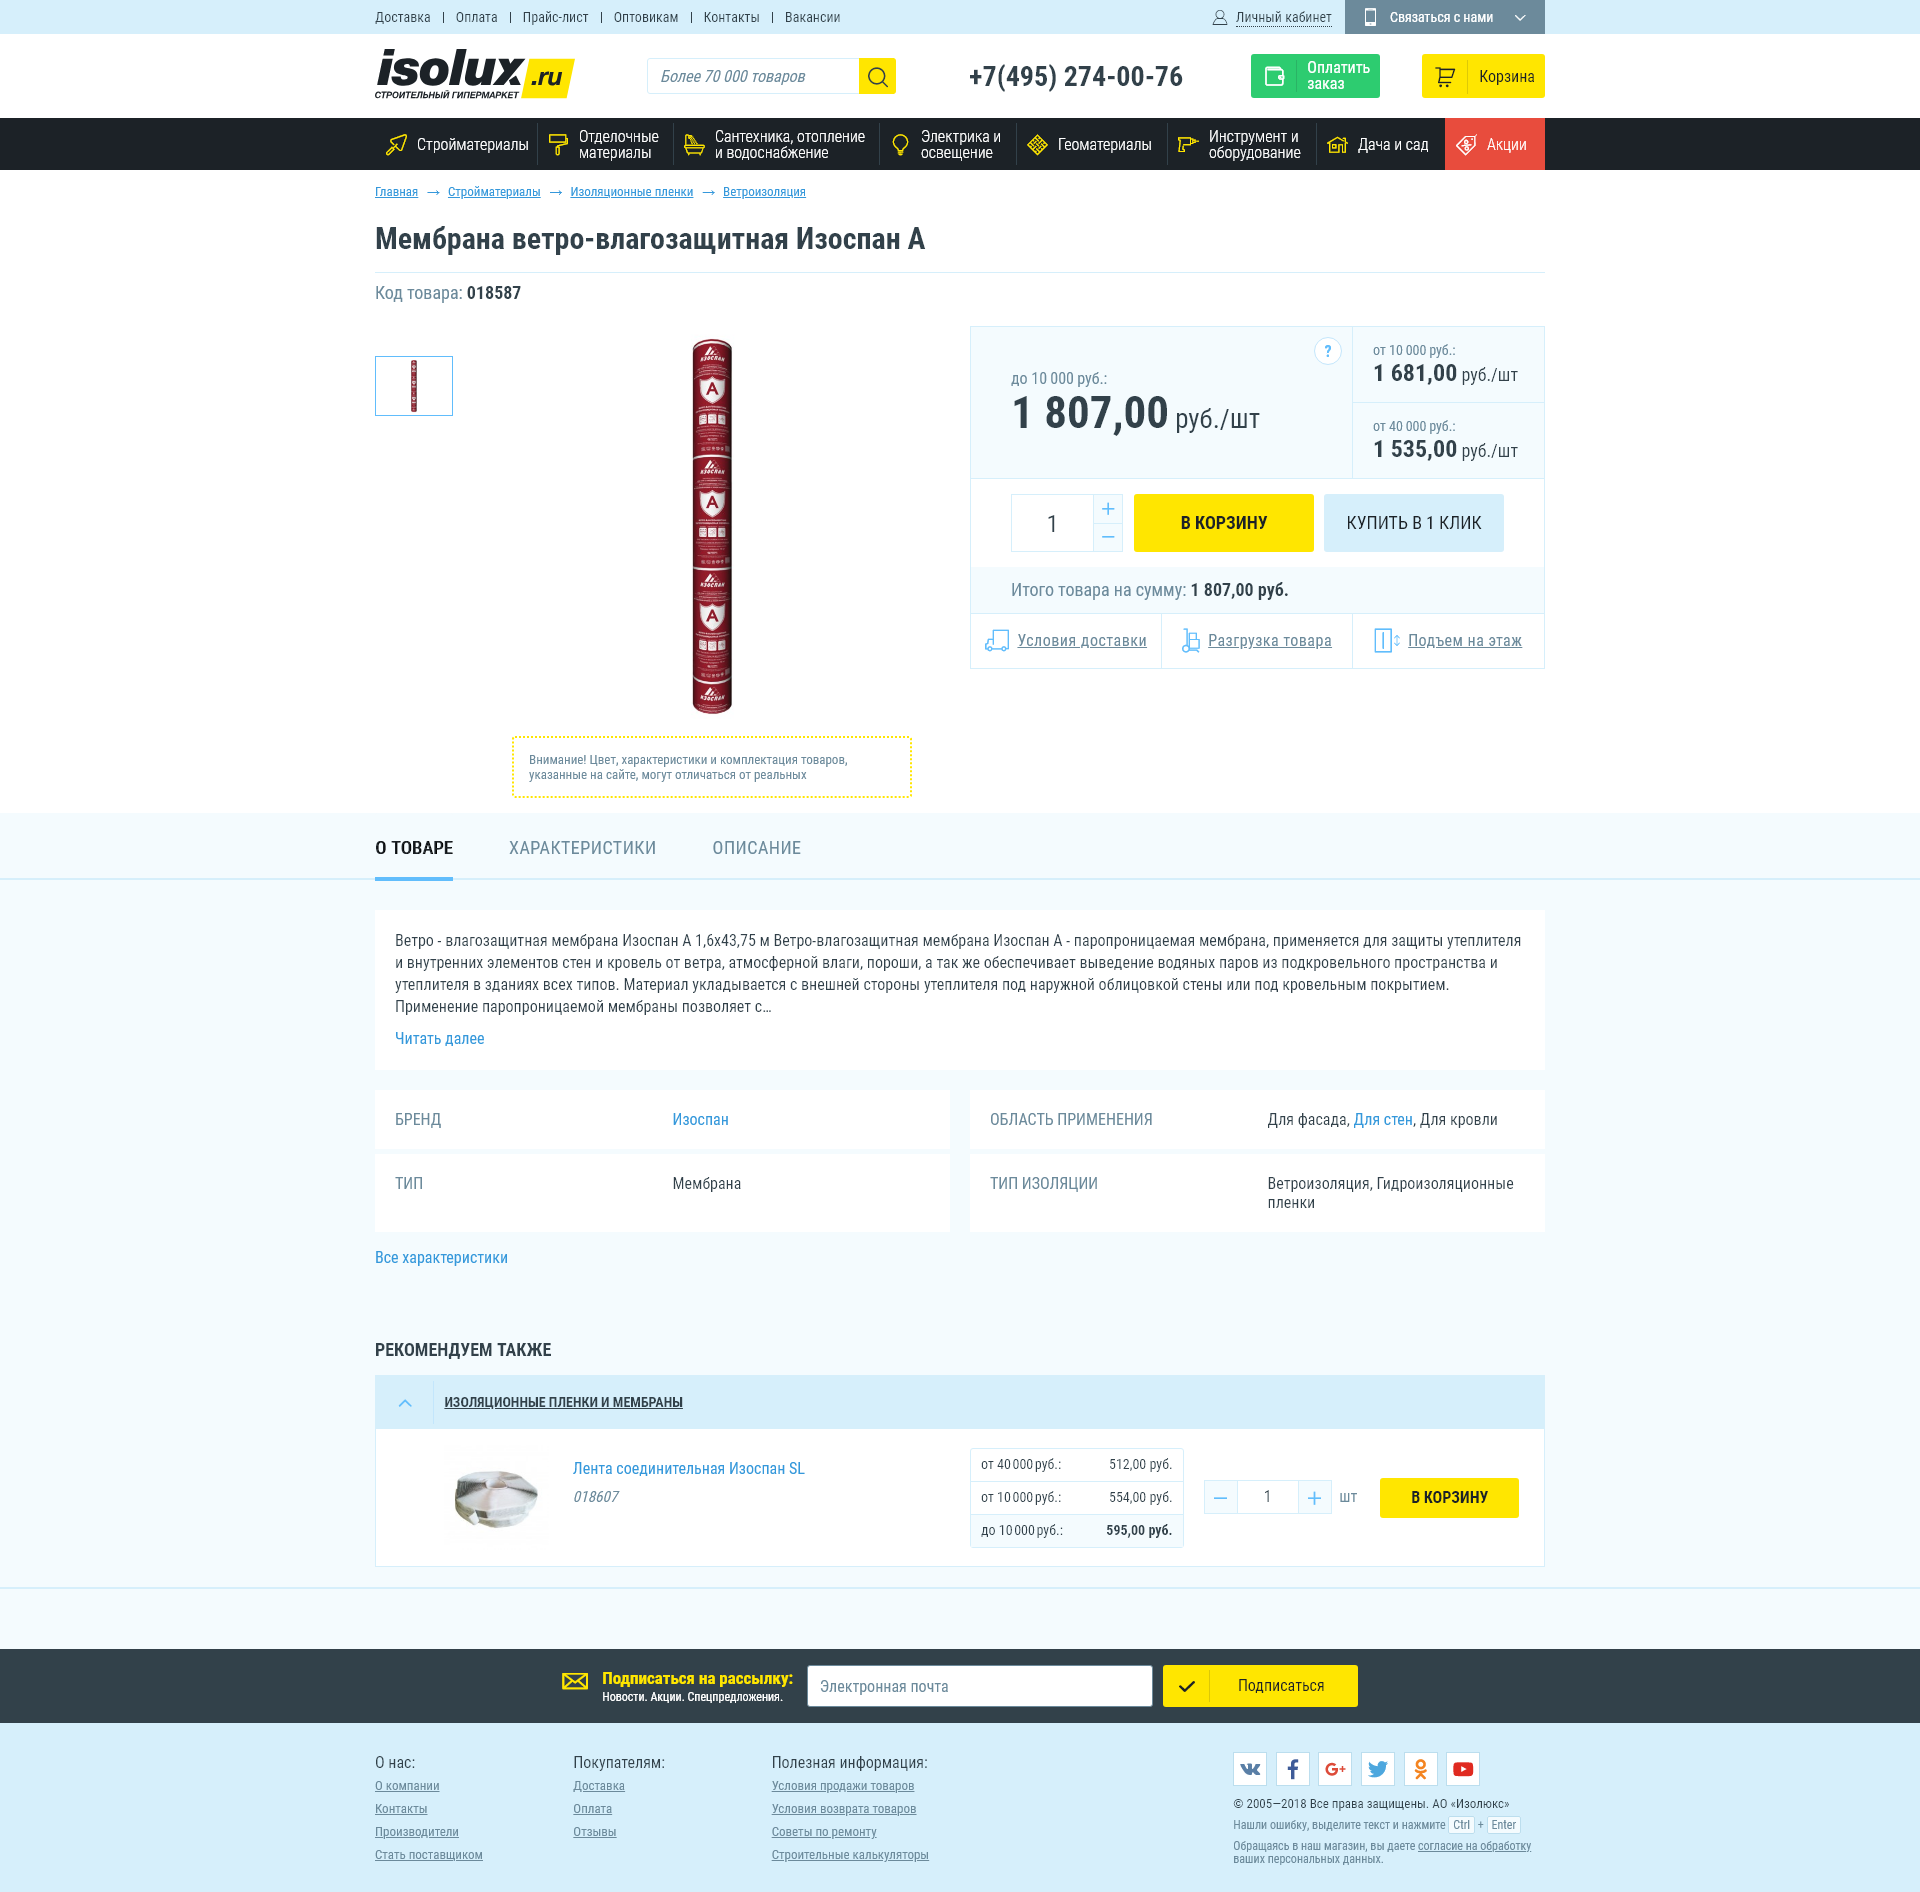 Доставка | Оплата | Прайс-лист | Оптовикам | Контакты | Вакансии
Личный кабинет
Связаться с нами
isolux.ru
СТРОИТЕЛЬНЫЙ ГИПЕРМАРКЕТ
Более 70 000 товаров
+7(495) 274-00-76
Оплатить
заказ
Корзина
Стройматериалы
Отделочные
материалы
Сантехника, отопление
и водоснабжение
Электрика и
освещение
Геоматериалы
Инструмент и
оборудование
Дача и сад
Акции
Главная → Стройматериалы → Изоляционные пленки → Ветроизоляция
Мембрана ветро-влагозащитная Изоспан А
Код товара: 018587
ИЗОСПАН
A
ИЗОСПАН
A
ИЗОСПАН
A
ИЗОСПАН
Внимание! Цвет, характеристики и комплектация товаров,
указанные на сайте, могут отличаться от реальных
?
до 10 000 руб.:
1 807,00 руб./шт
от 10 000 руб.:
1 681,00 руб./шт
от 40 000 руб.:
1 535,00 руб./шт
1
+
−
В КОРЗИНУ
КУПИТЬ В 1 КЛИК
Итого товара на сумму: 1 807,00 руб.
Условия доставки
Разгрузка товара
Подъем на этаж
О ТОВАРЕ
ХАРАКТЕРИСТИКИ
ОПИСАНИЕ
Ветро - влагозащитная мембрана Изоспан А 1,6х43,75 м Ветро-влагозащитная мембрана Изоспан А - паропроницаемая мембрана, применяется для защиты утеплителя
и внутренних элементов стен и кровель от ветра, атмосферной влаги, пороши, а так же обеспечивает выведение водяных паров из подкровельного пространства и
утеплителя в зданиях всех типов. Материал укладывается с внешней стороны утеплителя под наружной облицовкой стены или под кровельным покрытием.
Применение паропроницаемой мембраны позволяет с…
Читать далее
БРЕНД
Изоспан
ОБЛАСТЬ ПРИМЕНЕНИЯ
Для фасада, Для стен, Для кровли
ТИП
Мембрана
ТИП ИЗОЛЯЦИИ
Ветроизоляция, Гидроизоляционные
пленки
Все характеристики
РЕКОМЕНДУЕМ ТАКЖЕ
ИЗОЛЯЦИОННЫЕ ПЛЕНКИ И МЕМБРАНЫ
Лента соединительная Изоспан SL
018607
от 40 000 руб.: 512,00 руб.
от 10 000 руб.: 554,00 руб.
до 10 000 руб.: 595,00 руб.
− 1 + шт
В КОРЗИНУ
Подписаться на рассылку:
Новости. Акции. Спецпредложения.
Электронная почта
Подписаться
О нас:
О компании
Контакты
Производители
Стать поставщиком
Покупателям:
Доставка
Оплата
Отзывы
Полезная информация:
Условия продажи товаров
Условия возврата товаров
Советы по ремонту
Строительные калькуляторы
© 2005—2018 Все права защищены. АО «Изолюкс»
Нашли ошибку, выделите текст и нажмите Ctrl + Enter
Обращаясь в наш магазин, вы даете согласие на обработку
ваших персональных данных.